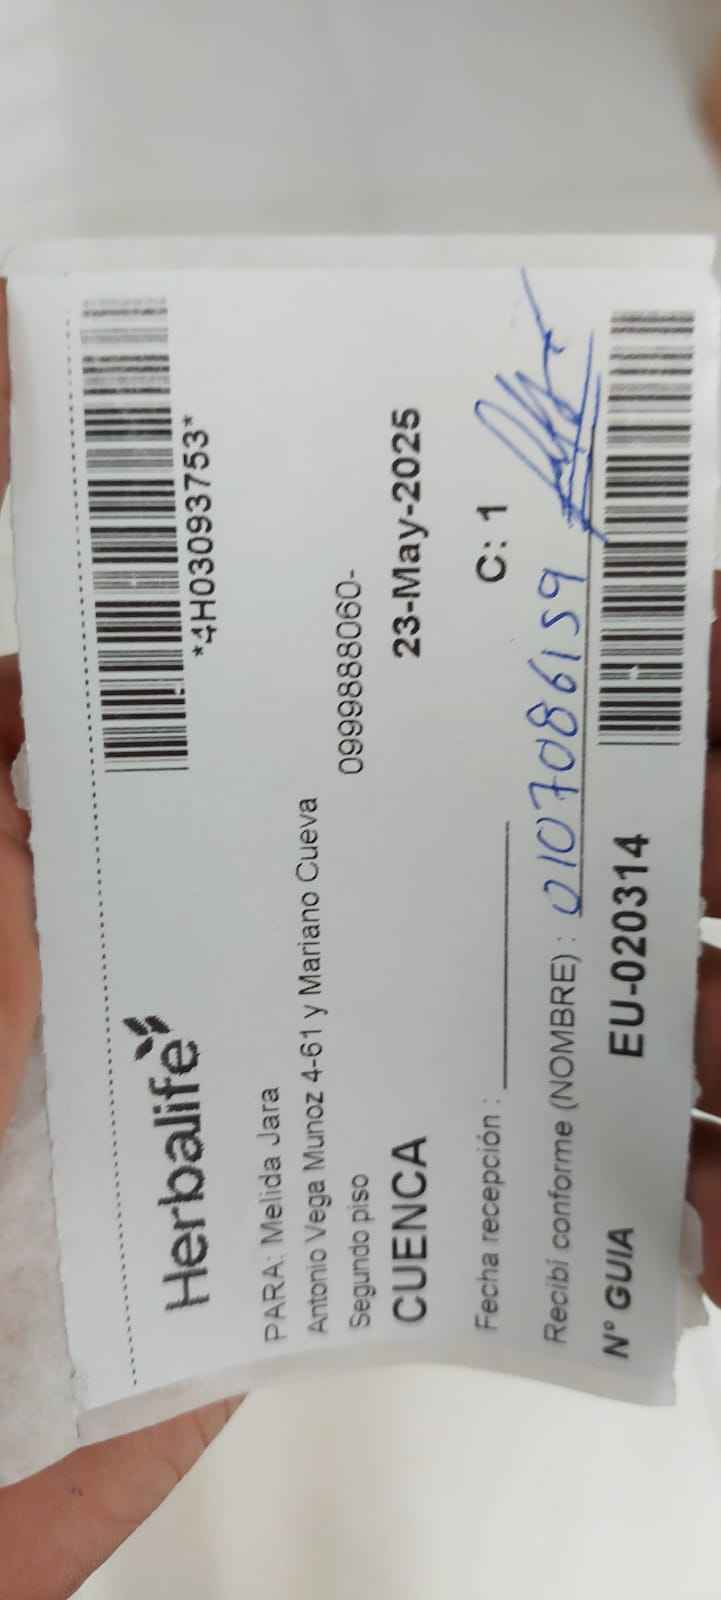 *4H03093753*
Herbalife
PARA: Melida Jara
Antonio Vega Munoz 4-61 y Mariano Cueva
Segundo piso 0999888060-
CUENCA 23-May-2025
Fecha recepción : C: 1
Recibí conforme (NOMBRE) : 0107086159
N° GUIA EU-020314